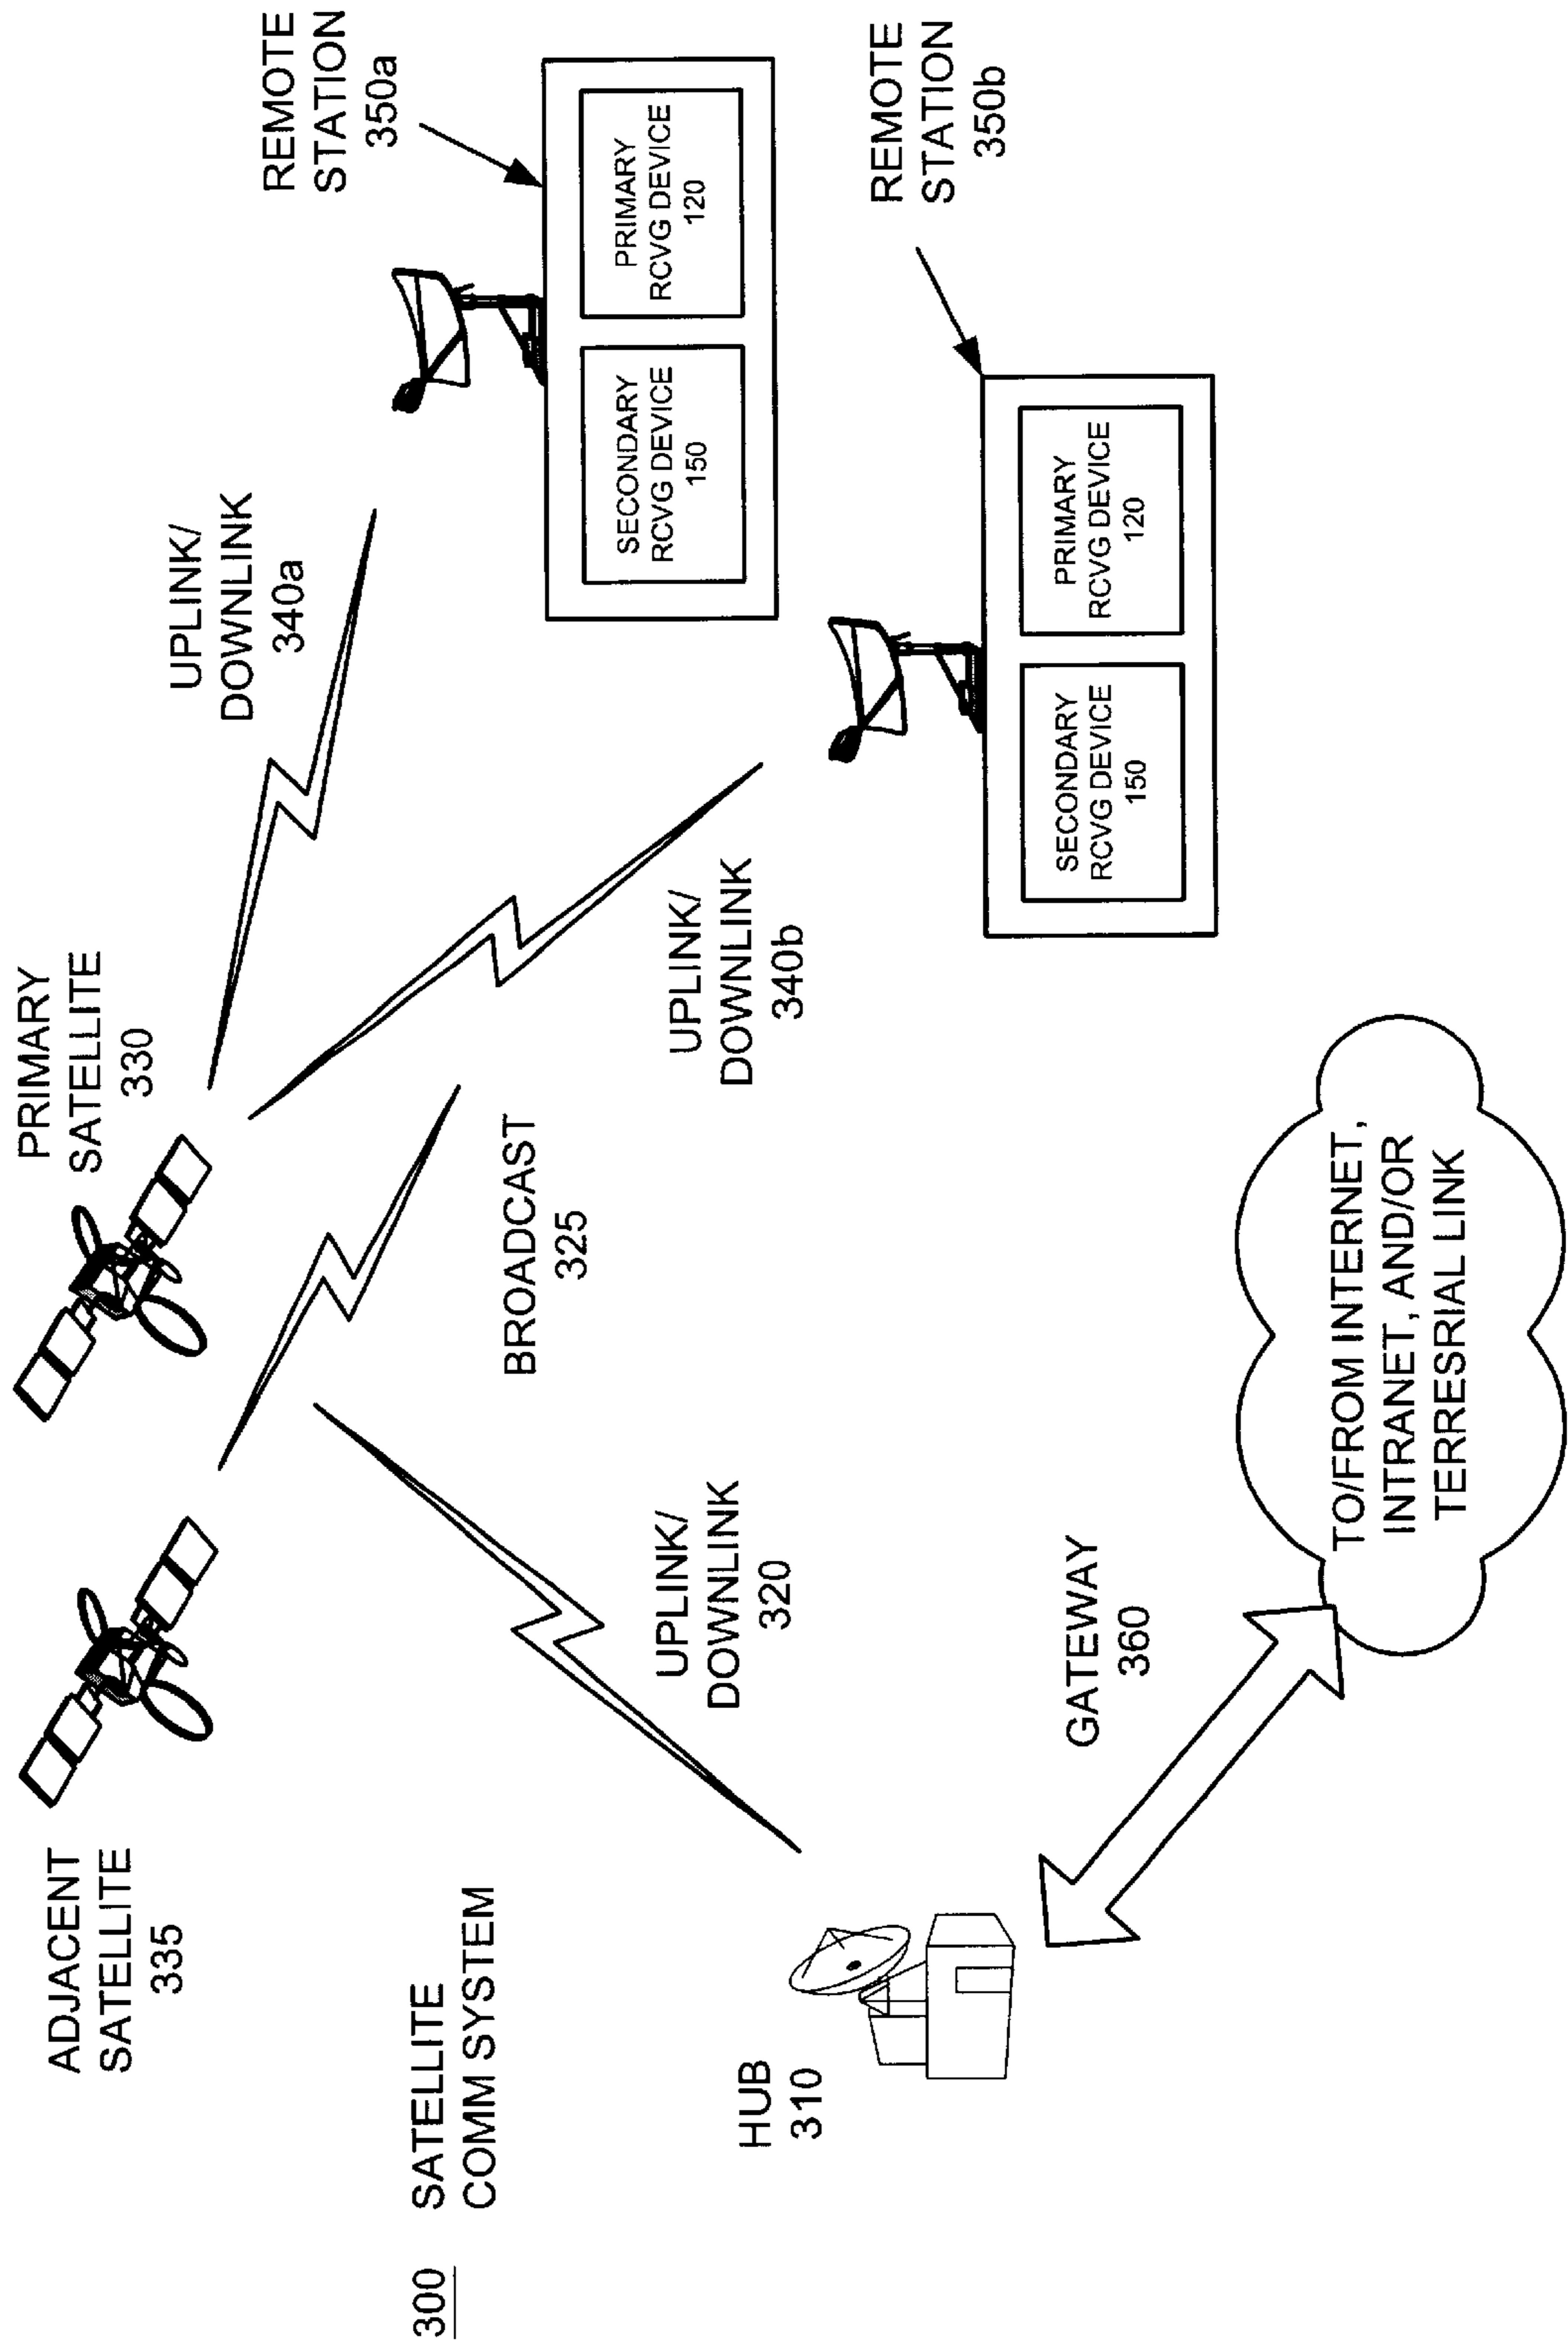 300
SATELLITE
COMM SYSTEM
ADJACENT
SATELLITE
335
PRIMARY
SATELLITE
330
UPLINK/
DOWNLINK
340a
REMOTE
STATION
350a
SECONDARY
RCVG DEVICE
150
PRIMARY
RCVG DEVICE
120
BROADCAST
325
UPLINK/
DOWNLINK
340b
REMOTE
STATION
350b
SECONDARY
RCVG DEVICE
150
PRIMARY
RCVG DEVICE
120
UPLINK/
DOWNLINK
320
HUB
310
GATEWAY
360
TO/FROM INTERNET,
INTRANET, AND/OR
TERRESRIAL LINK